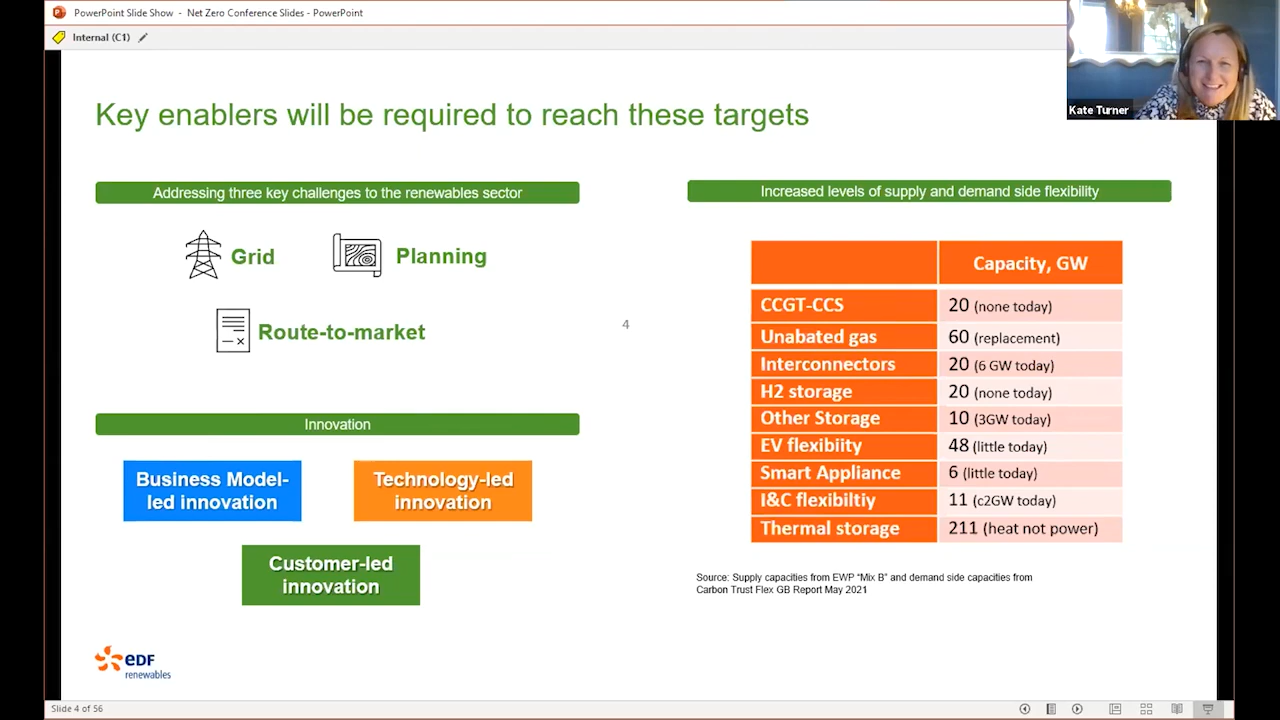 PowerPoint Slide Show - Net Zero Conference Slides - PowerPoint
Internal (C1)
Kate Turner
Key enablers will be required to reach these targets
Addressing three key challenges to the renewables sector
Grid
Planning
Route-to-market
4
Innovation
Business Model-
led innovation
Technology-led
innovation
Customer-led
innovation
Increased levels of supply and demand side flexibility
Capacity, GW
CCGT-CCS 20 (none today)
Unabated gas 60 (replacement)
Interconnectors 20 (6 GW today)
H2 storage 20 (none today)
Other Storage 10 (3GW today)
EV flexibiity 48 (little today)
Smart Appliance 6 (little today)
I&C flexibiltiy 11 (c2GW today)
Thermal storage 211 (heat not power)
Source: Supply capacities from EWP “Mix B” and demand side capacities from
Carbon Trust Flex GB Report May 2021
edf
renewables
Slide 4 of 56